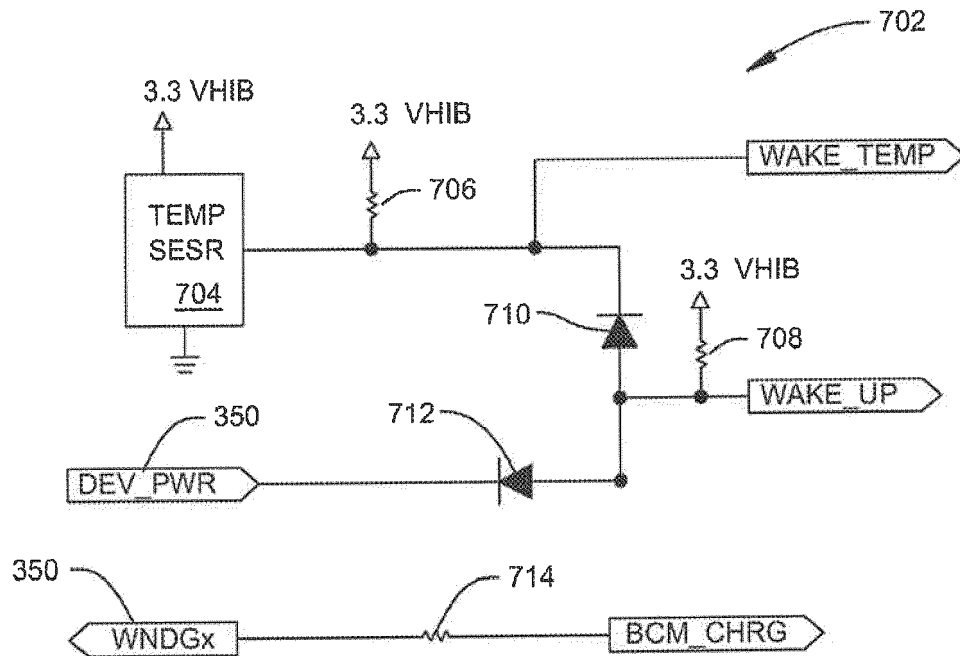 702
3.3 VHIB
3.3 VHIB
WAKE_TEMP
706
TEMP
SESR
704
3.3 VHIB
710
708
350
712
WAKE_UP
DEV_PWR
350
714
WNDGx
BCM_CHRG